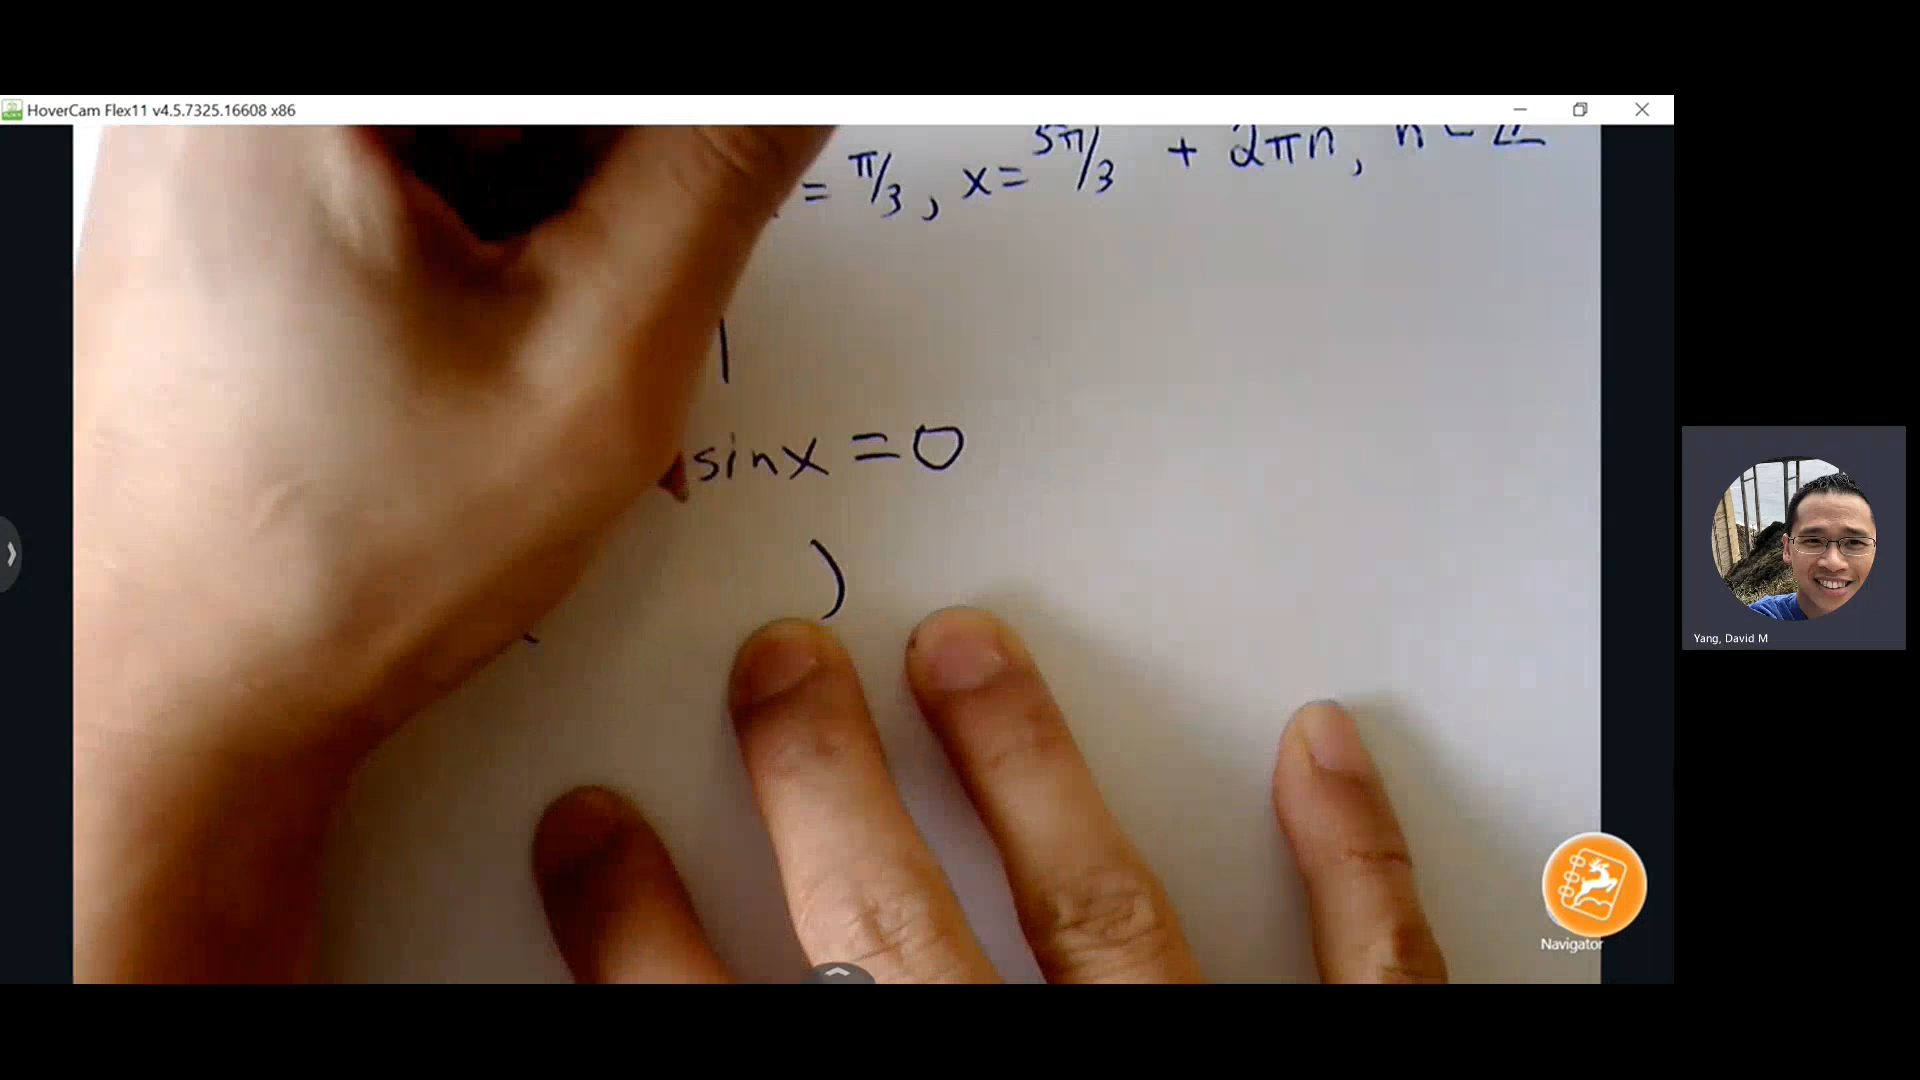 HoverCam Flex11 v4.5.7325.16608 x86
= π/3, x = 5π/3 + 2πn, n
sinx = 0
)
Yang, David M
Navigator